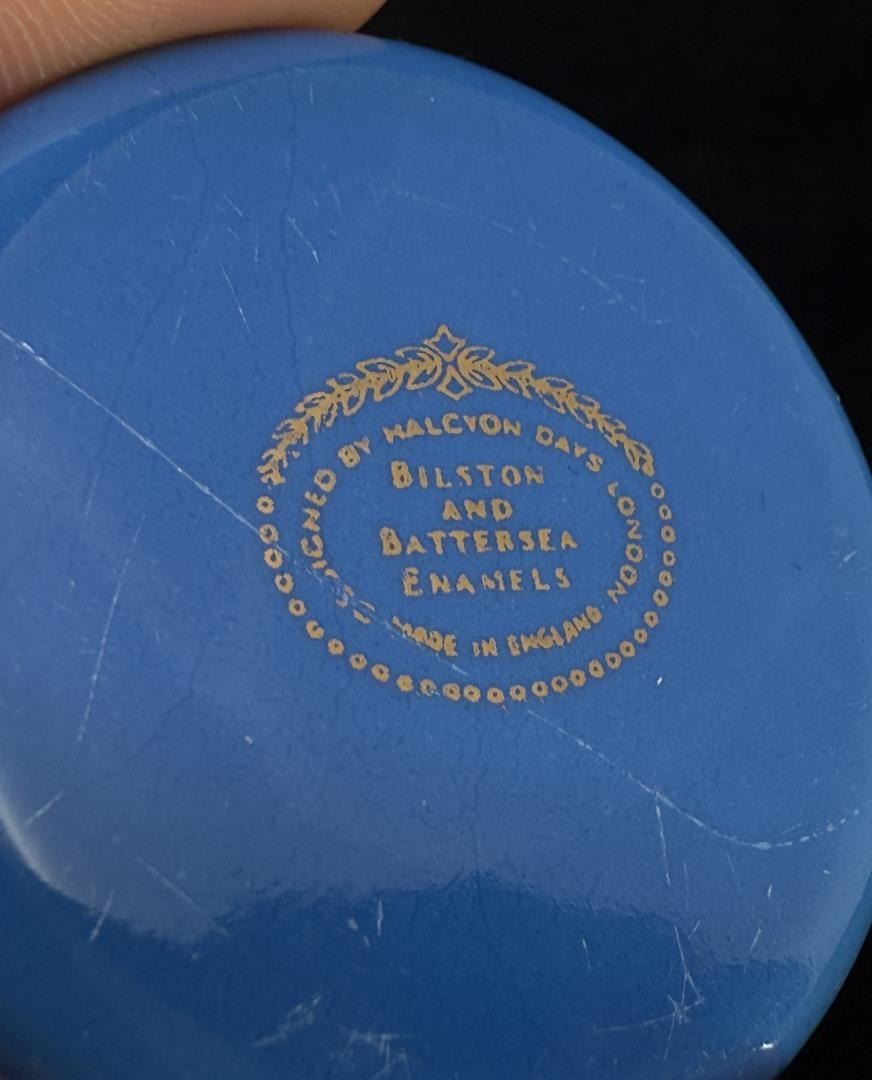 DESIGNED BY HALCYON DAYS LONDON
BILSTON
AND
BATTERSEA
ENAMELS
MADE IN ENGLAND